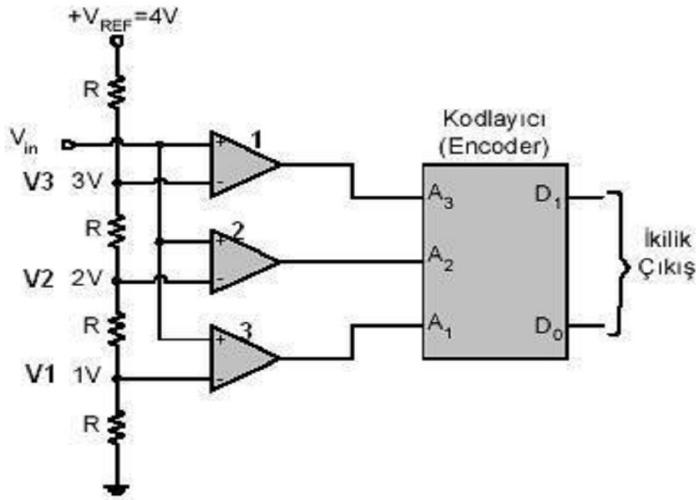 +V_REF=4V
R
V_in
1
+
-
V3 3V
Kodlayıcı
(Encoder)
A_3 D_1
R
2
+
-
V2 2V
A_2
İkilik
Çıkış
R
3
+
-
V1 1V
A_1 D_0
R